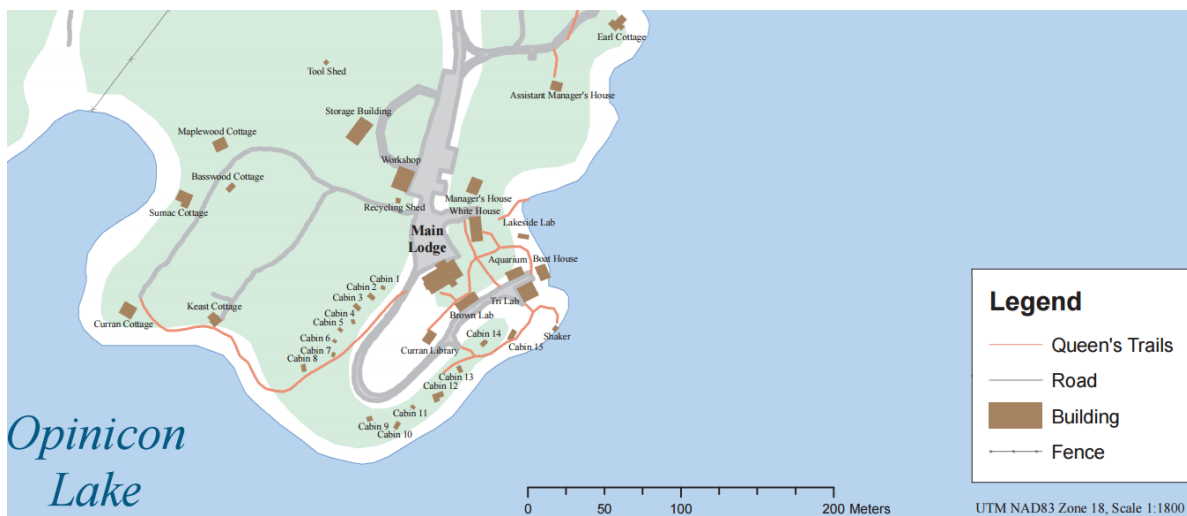 Earl Cottage
Tool Shed
Assistant Manager's House
Storage Building
Maplewood Cottage
Workshop
Basswood Cottage
Manager's House
Recycling Shed
White House
Sumac Cottage
Lakeside Lab
Main
Lodge
Aquarium
Boat House
Cabin 1
Cabin 2
Cabin 3
Tri Lab
Keast Cottage
Cabin 4
Brown Lab
Curran Cottage
Cabin 5
Cabin 14
Shaker
Cabin 6
Cabin 15
Cabin 7
Curran Library
Cabin 8
Cabin 13
Cabin 12
Cabin 11
Cabin 9
Cabin 10
Opinicon
Lake
Legend
Queen's Trails
Road
Building
Fence
0 50 100 200 Meters
UTM NAD83 Zone 18, Scale 1:1800